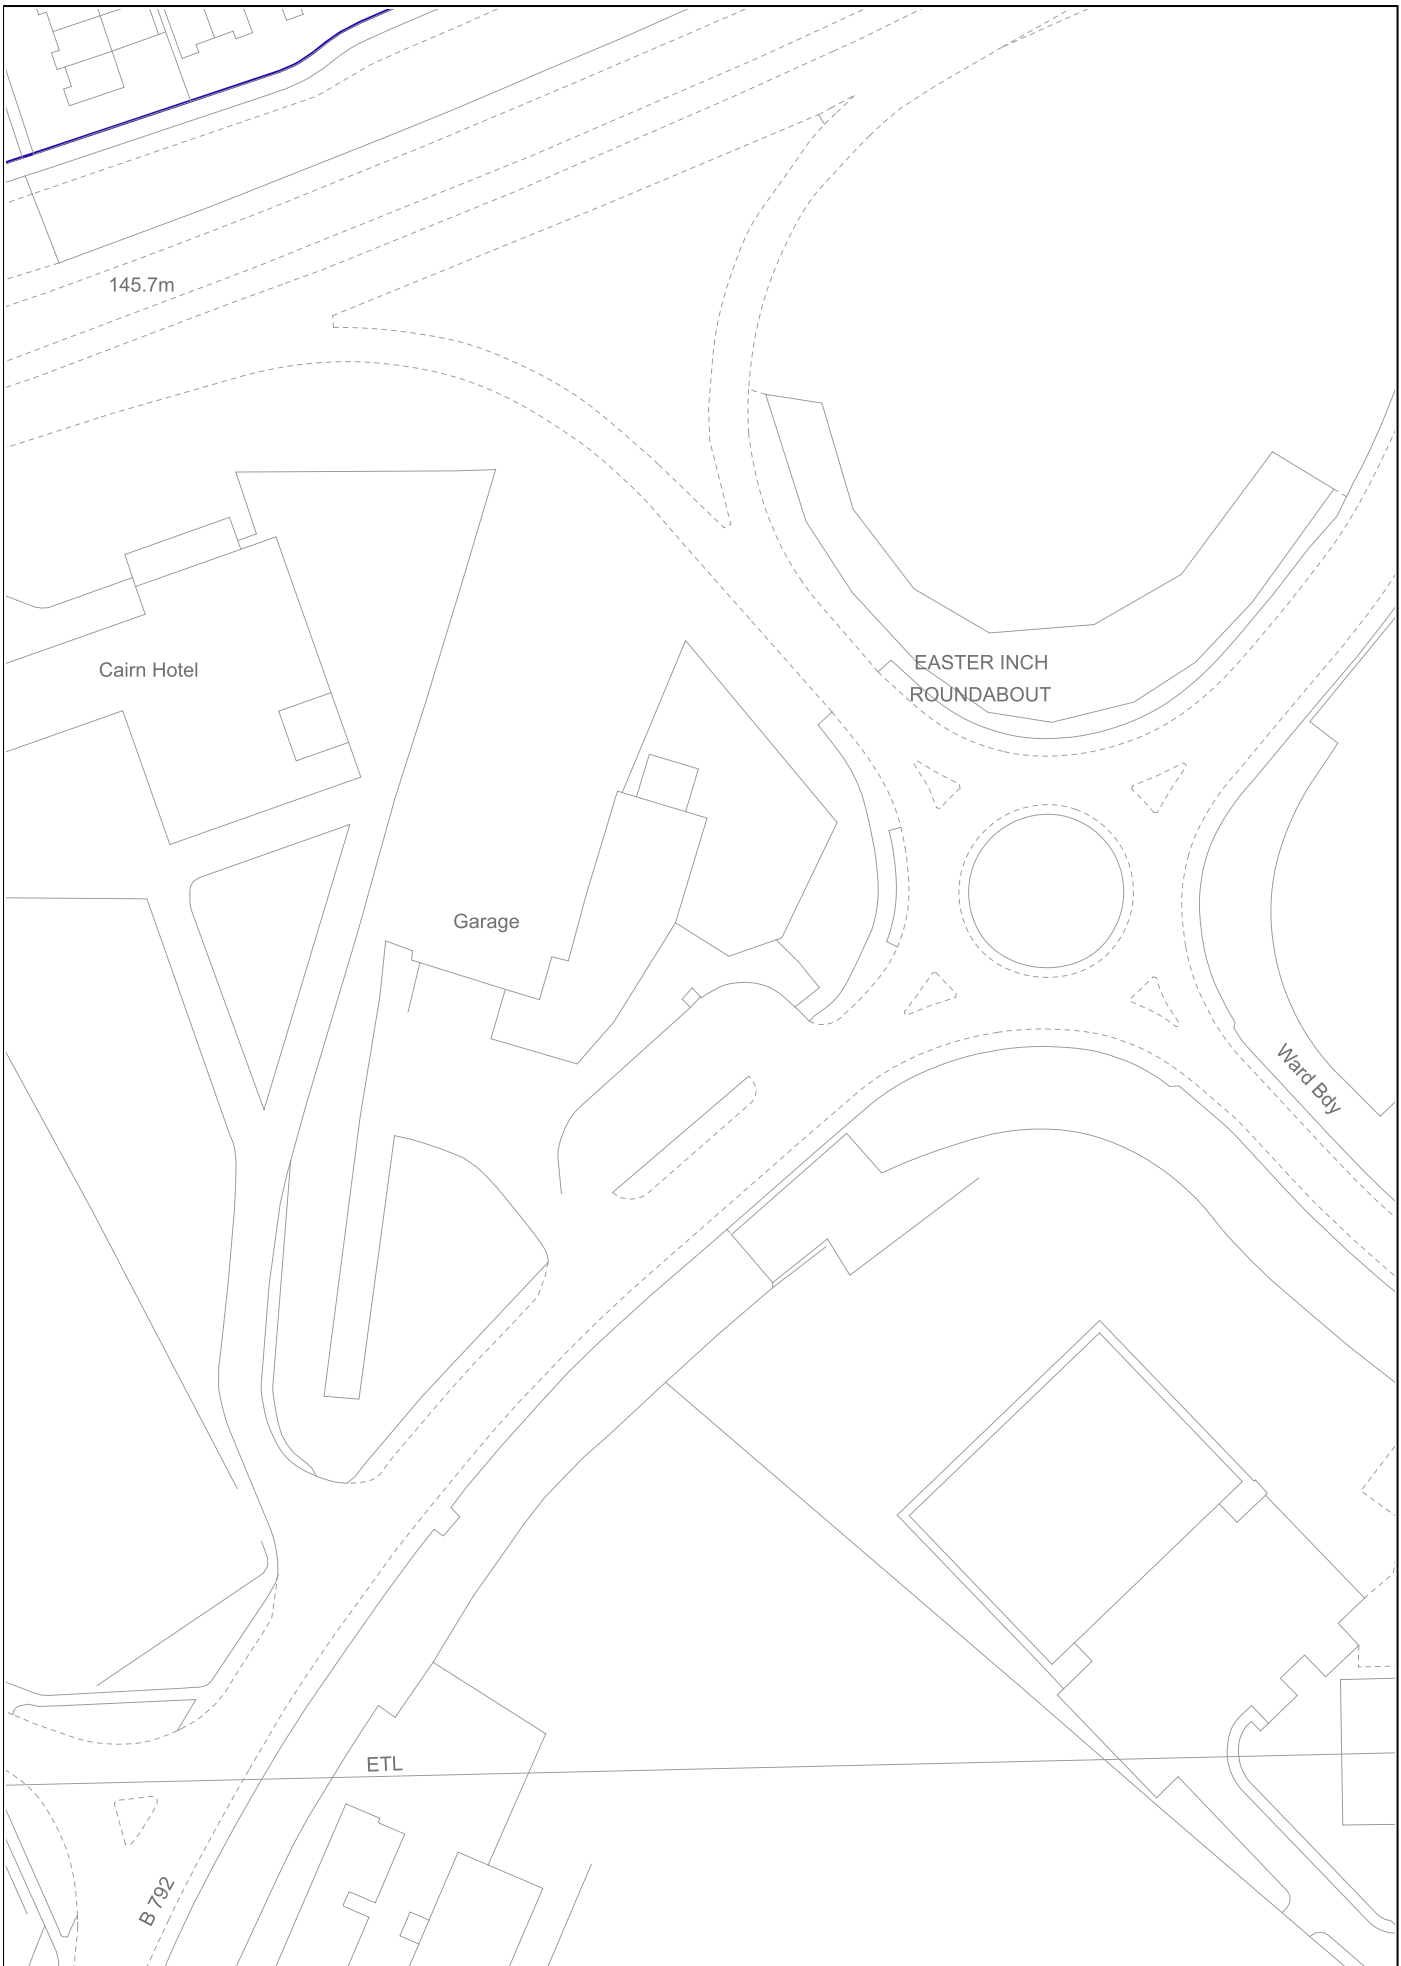 145.7m
EASTER INCH
ROUNDABOUT
Cairn Hotel
Garage
Ward Bdy
ETL
B 792